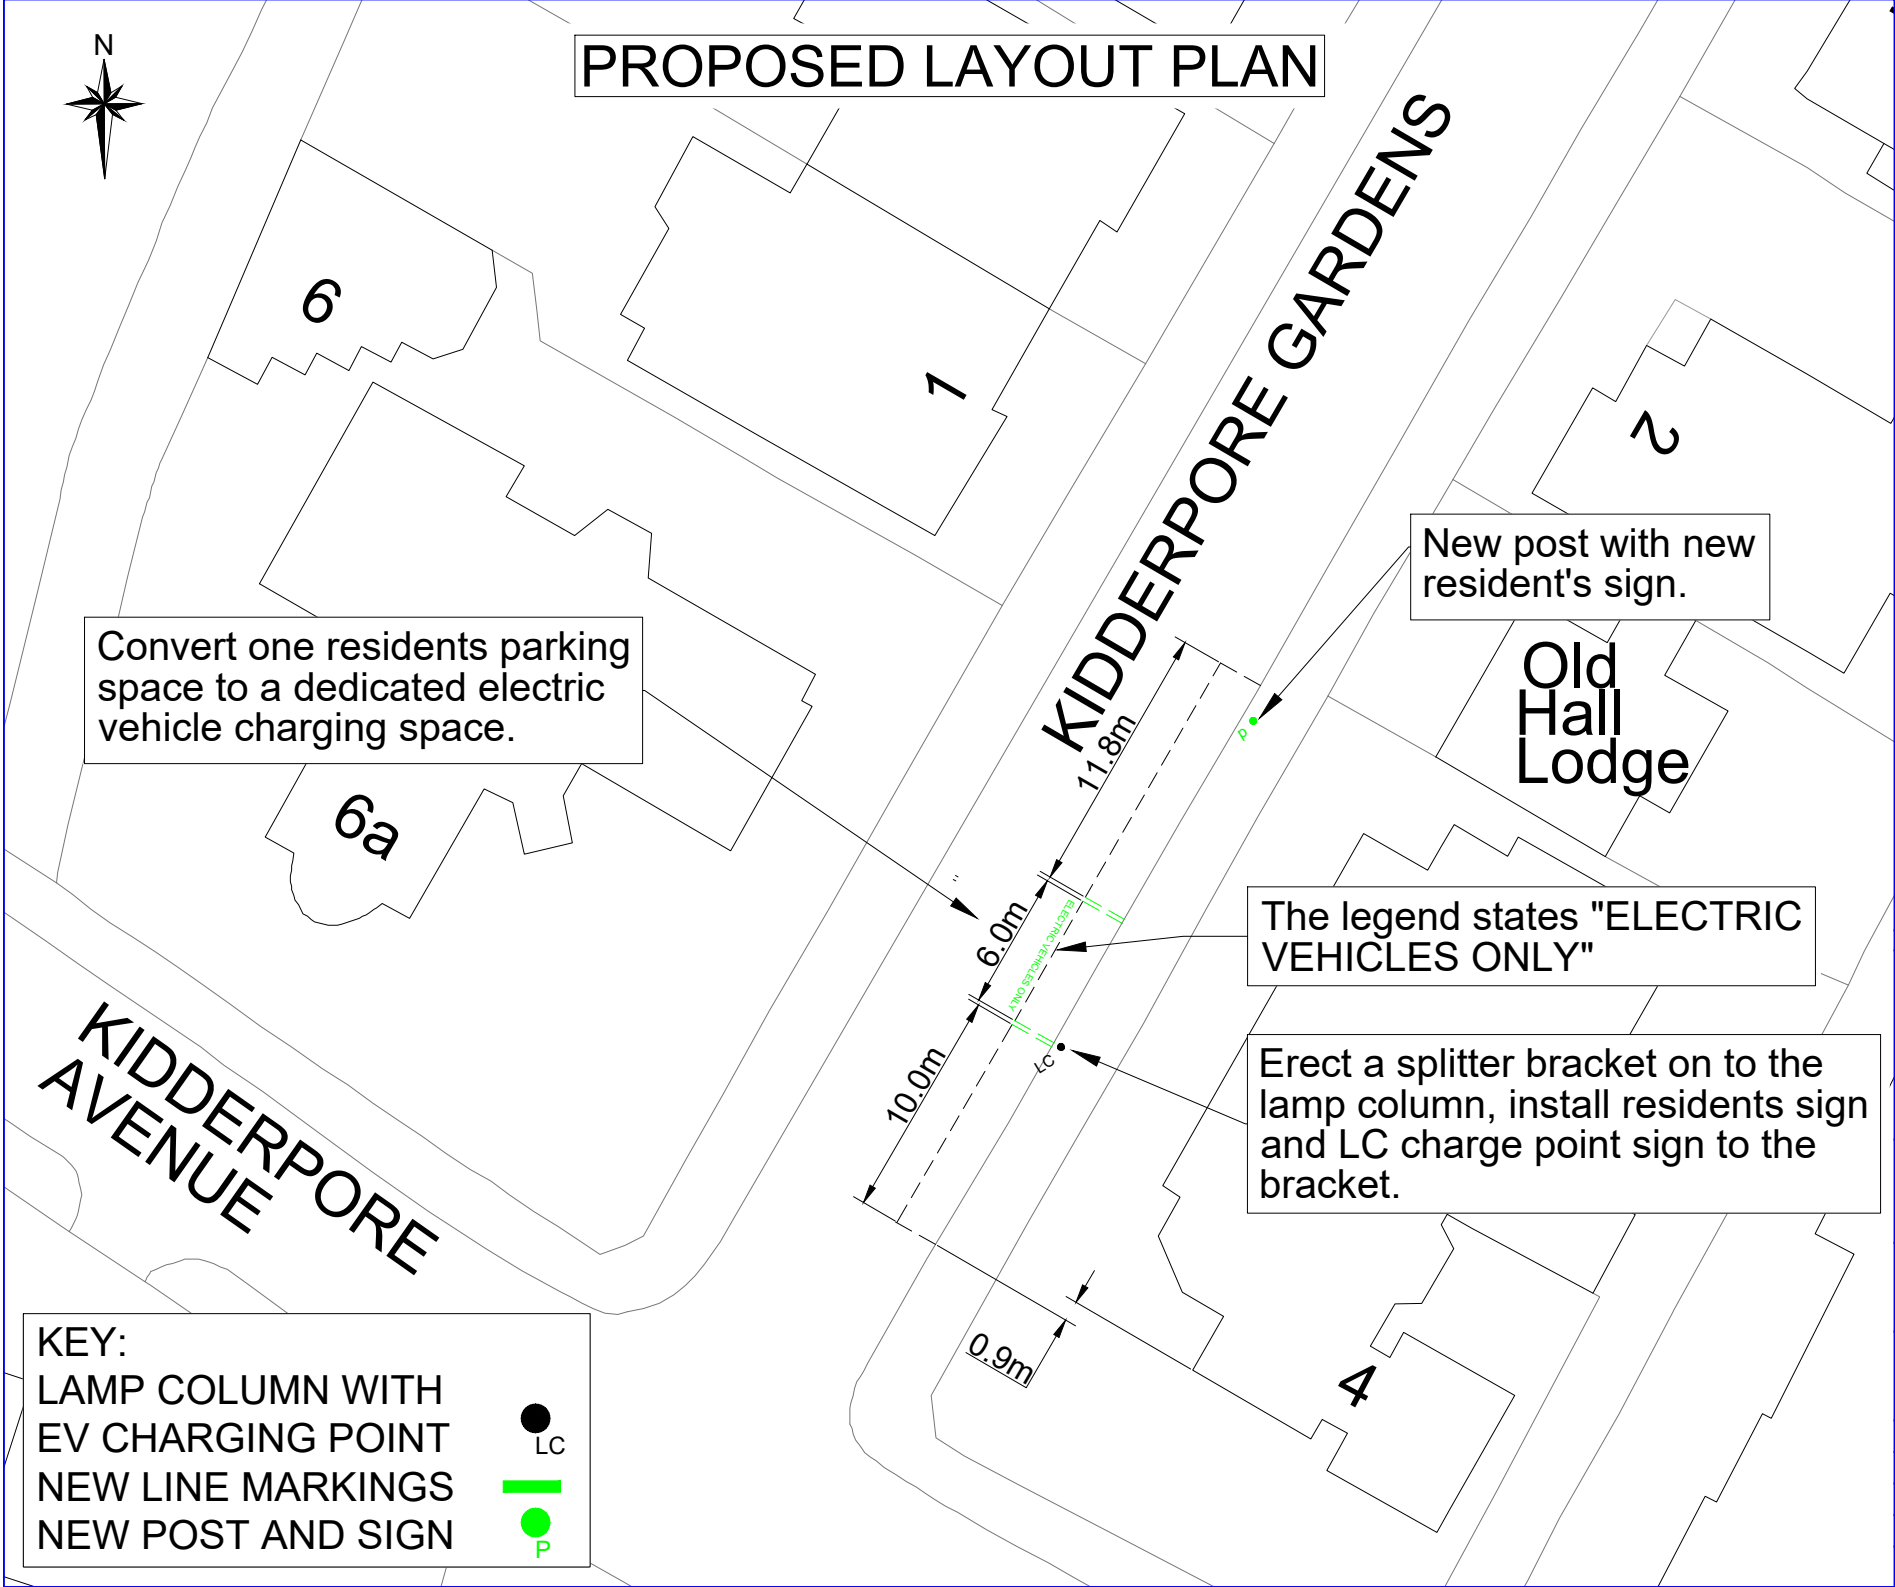 N
PROPOSED LAYOUT PLAN
KIDDERPORE GARDENS
6
1
2
New post with new
resident's sign.
Convert one residents parking
space to a dedicated electric
vehicle charging space.
Old
Hall
Lodge
11.8m
P
6a
6.0m
ELECTRIC VEHICLES ONLY
The legend states "ELECTRIC
VEHICLES ONLY"
10.0m
LC
Erect a splitter bracket on to the
lamp column, install residents sign
and LC charge point sign to the
bracket.
KIDDERPORE
AVENUE
0.9m
4
KEY:
LAMP COLUMN WITH
EV CHARGING POINT
LC
NEW LINE MARKINGS
NEW POST AND SIGN
P